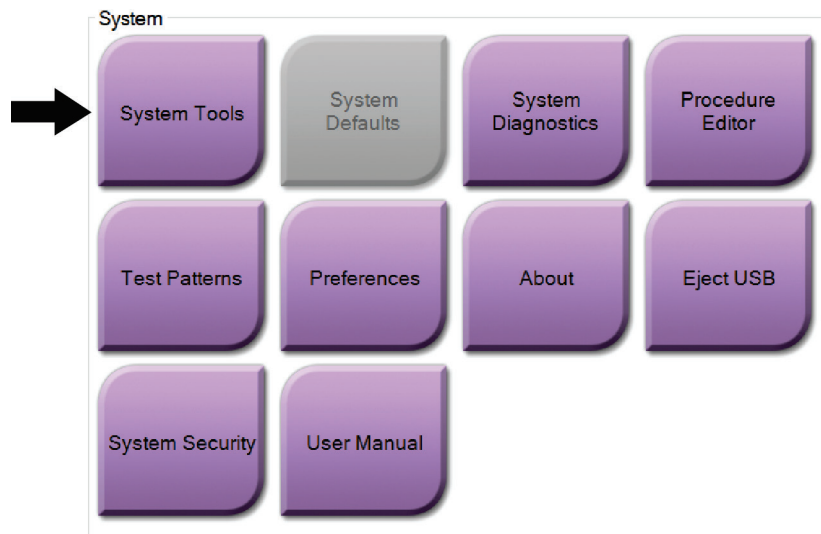 System
System Tools
System
Defaults
System
Diagnostics
Procedure
Editor
Test Patterns
Preferences
About
Eject USB
System Security
User Manual